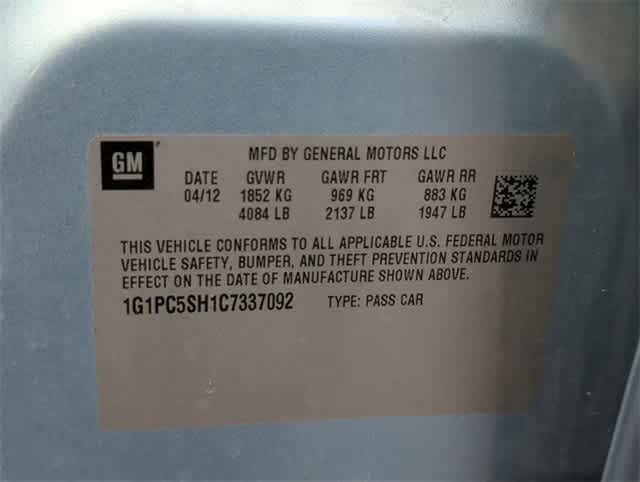 GM
MFD BY GENERAL MOTORS LLC
DATE GVWR GAWR FRT GAWR RR
04/12 1852 KG 969 KG 883 KG
4084 LB 2137 LB 1947 LB
THIS VEHICLE CONFORMS TO ALL APPLICABLE U.S. FEDERAL MOTOR
VEHICLE SAFETY, BUMPER, AND THEFT PREVENTION STANDARDS IN
EFFECT ON THE DATE OF MANUFACTURE SHOWN ABOVE.
1G1PC5SH1C7337092 TYPE: PASS CAR